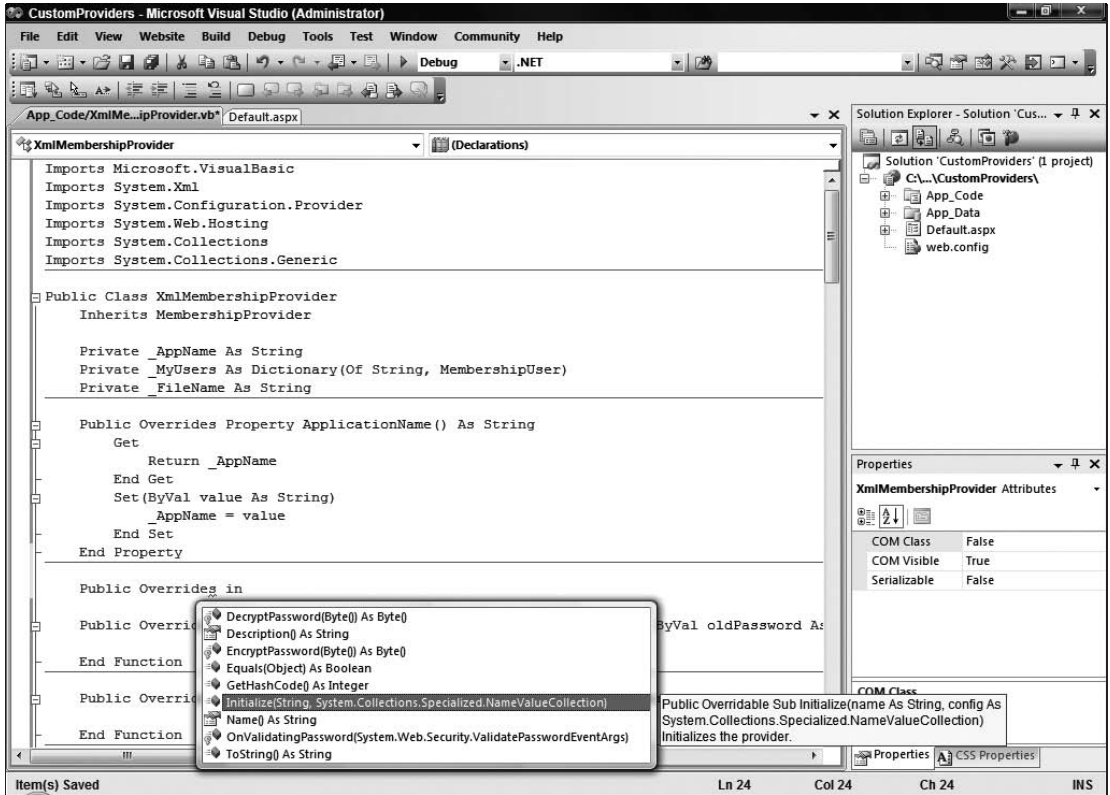 CustomProviders - Microsoft Visual Studio (Administrator)
File Edit View Website Build Debug Tools Test Window Community Help
Debug .NET
App_Code/XmlMe...ipProvider.vb* Default.aspx
XmlMembershipProvider (Declarations)
Imports Microsoft.VisualBasic
Imports System.Xml
Imports System.Configuration.Provider
Imports System.Web.Hosting
Imports System.Collections
Imports System.Collections.Generic
Public Class XmlMembershipProvider
Inherits MembershipProvider
Private _AppName As String
Private _MyUsers As Dictionary(Of String, MembershipUser)
Private _FileName As String
Public Overrides Property ApplicationName() As String
Get
Return _AppName
End Get
Set(ByVal value As String)
_AppName = value
End Set
End Property
Public Overrides in
Public Overri ByVal oldPassword As
End Function
Public Overri
End Function
DecryptPassword(Byte()) As Byte()
Description() As String
EncryptPassword(Byte()) As Byte()
Equals(Object) As Boolean
GetHashCode() As Integer
Initialize(String, System.Collections.Specialized.NameValueCollection)
Name() As String
OnValidatingPassword(System.Web.Security.ValidatePasswordEventArgs)
ToString() As String
Public Overridable Sub Initialize(name As String, config As
System.Collections.Specialized.NameValueCollection)
Initializes the provider.
Solution Explorer - Solution 'Cus...
Solution 'CustomProviders' (1 project)
C:\...\CustomProviders\
App_Code
App_Data
Default.aspx
web.config
Properties
XmlMembershipProvider Attributes
COM Class False
COM Visible True
Serializable False
COM Class
Properties CSS Properties
Item(s) Saved Ln 24 Col 24 Ch 24 INS